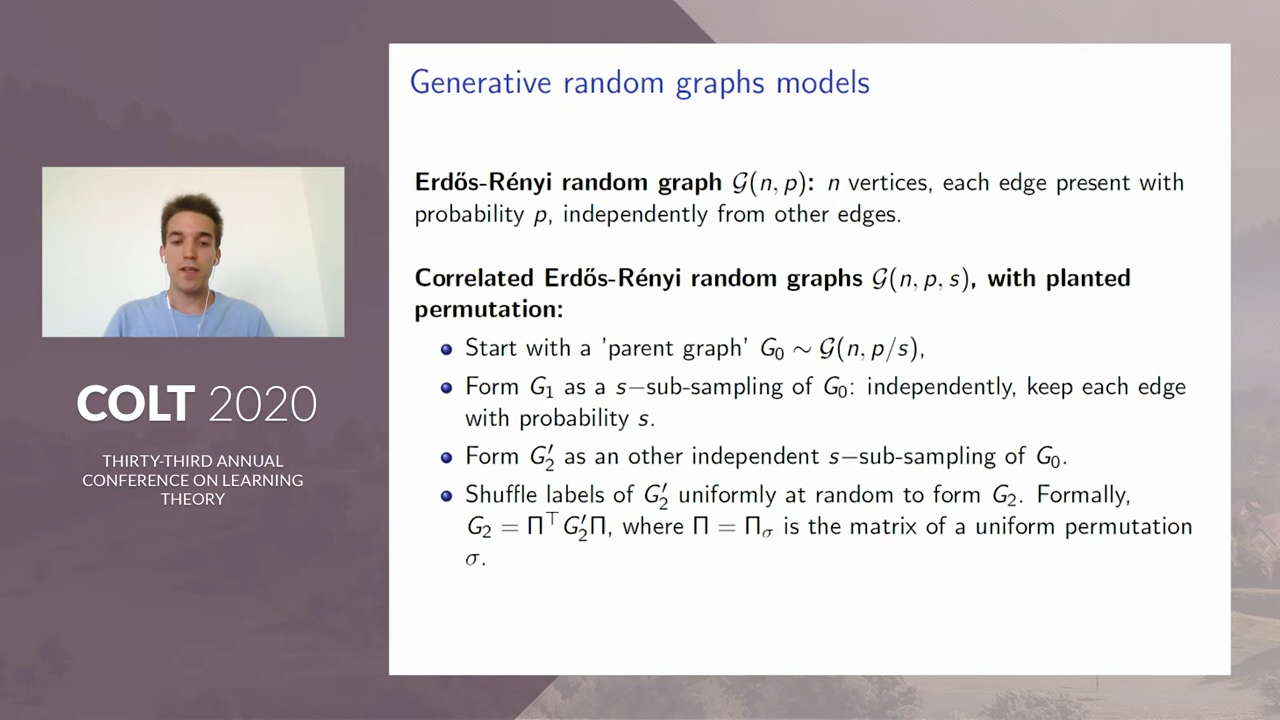 Generative random graphs models
Erdős-Rényi random graph 𝒢(n, p): n vertices, each edge present with
probability p, independently from other edges.
Correlated Erdős-Rényi random graphs 𝒢(n, p, s), with planted
permutation:
Start with a 'parent graph' G₀ ∼ 𝒢(n, p/s),
Form G₁ as a s−sub-sampling of G₀: independently, keep each edge
with probability s.
Form G′₂ as an other independent s−sub-sampling of G₀.
Shuffle labels of G′₂ uniformly at random to form G₂. Formally,
G₂ = Π⊤G′₂Π, where Π = Πσ is the matrix of a uniform permutation
σ.
COLT 2020
THIRTY-THIRD ANNUAL
CONFERENCE ON LEARNING
THEORY